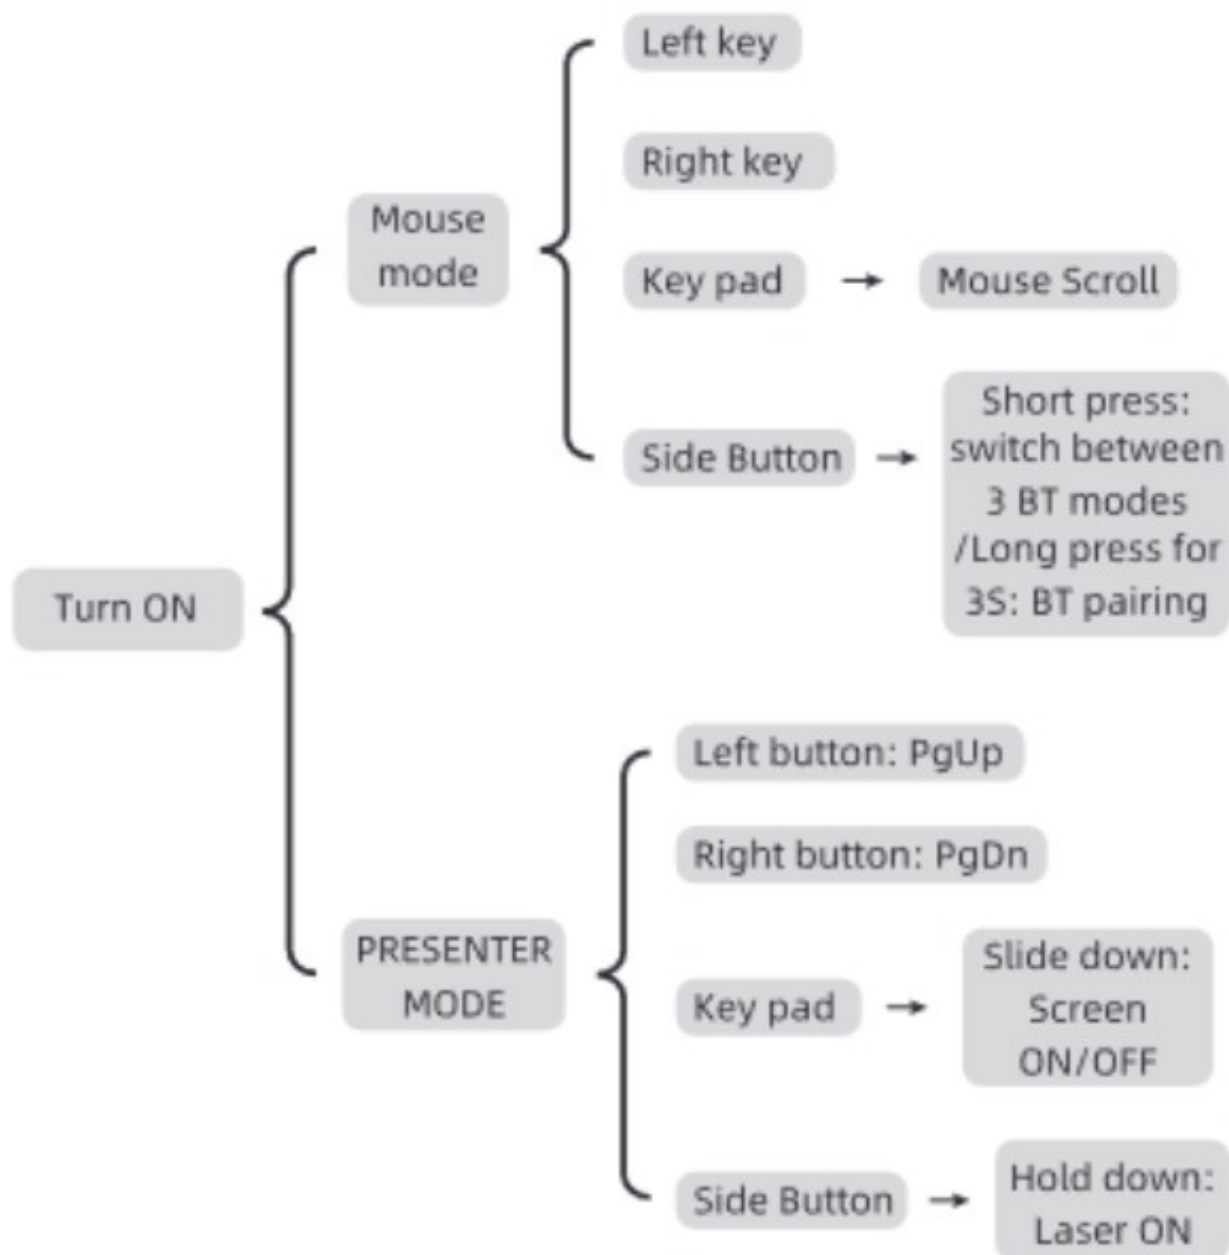 Left key
Right key
Mouse
mode
Key pad → Mouse Scroll
Short press:
switch between
3 BT modes
/Long press for
3S: BT pairing
Side Button →
Turn ON
Left button: PgUp
Right button: PgDn
PRESENTER
MODE
Key pad →
Slide down:
Screen
ON/OFF
Side Button →
Hold down:
Laser ON